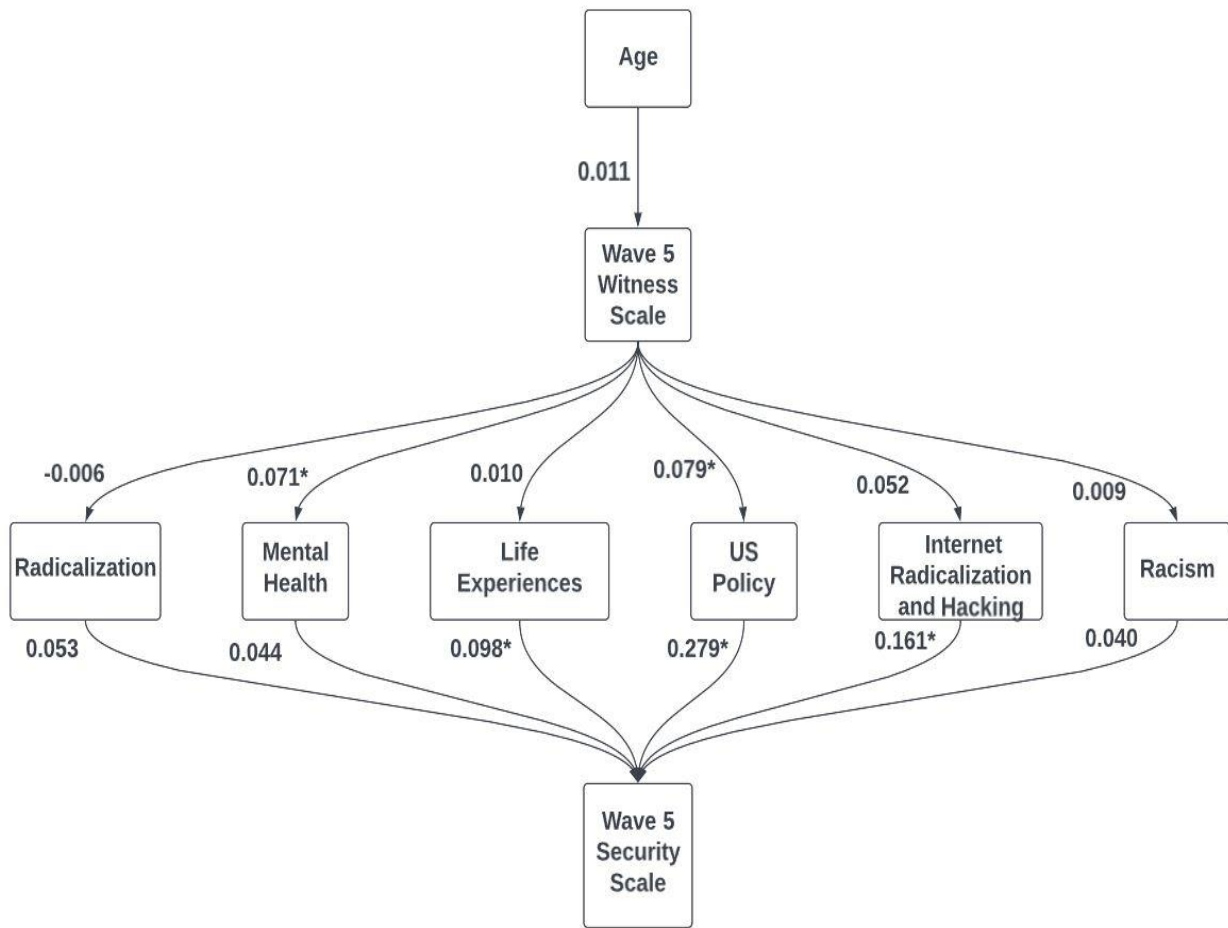 Age
0.011
Wave 5
Witness
Scale
-0.006
0.071*
0.010
0.079*
0.052
0.009
Radicalization
Mental
Health
Life
Experiences
US
Policy
Internet
Radicalization
and Hacking
Racism
0.053
0.044
0.098*
0.279*
0.161*
0.040
Wave 5
Security
Scale